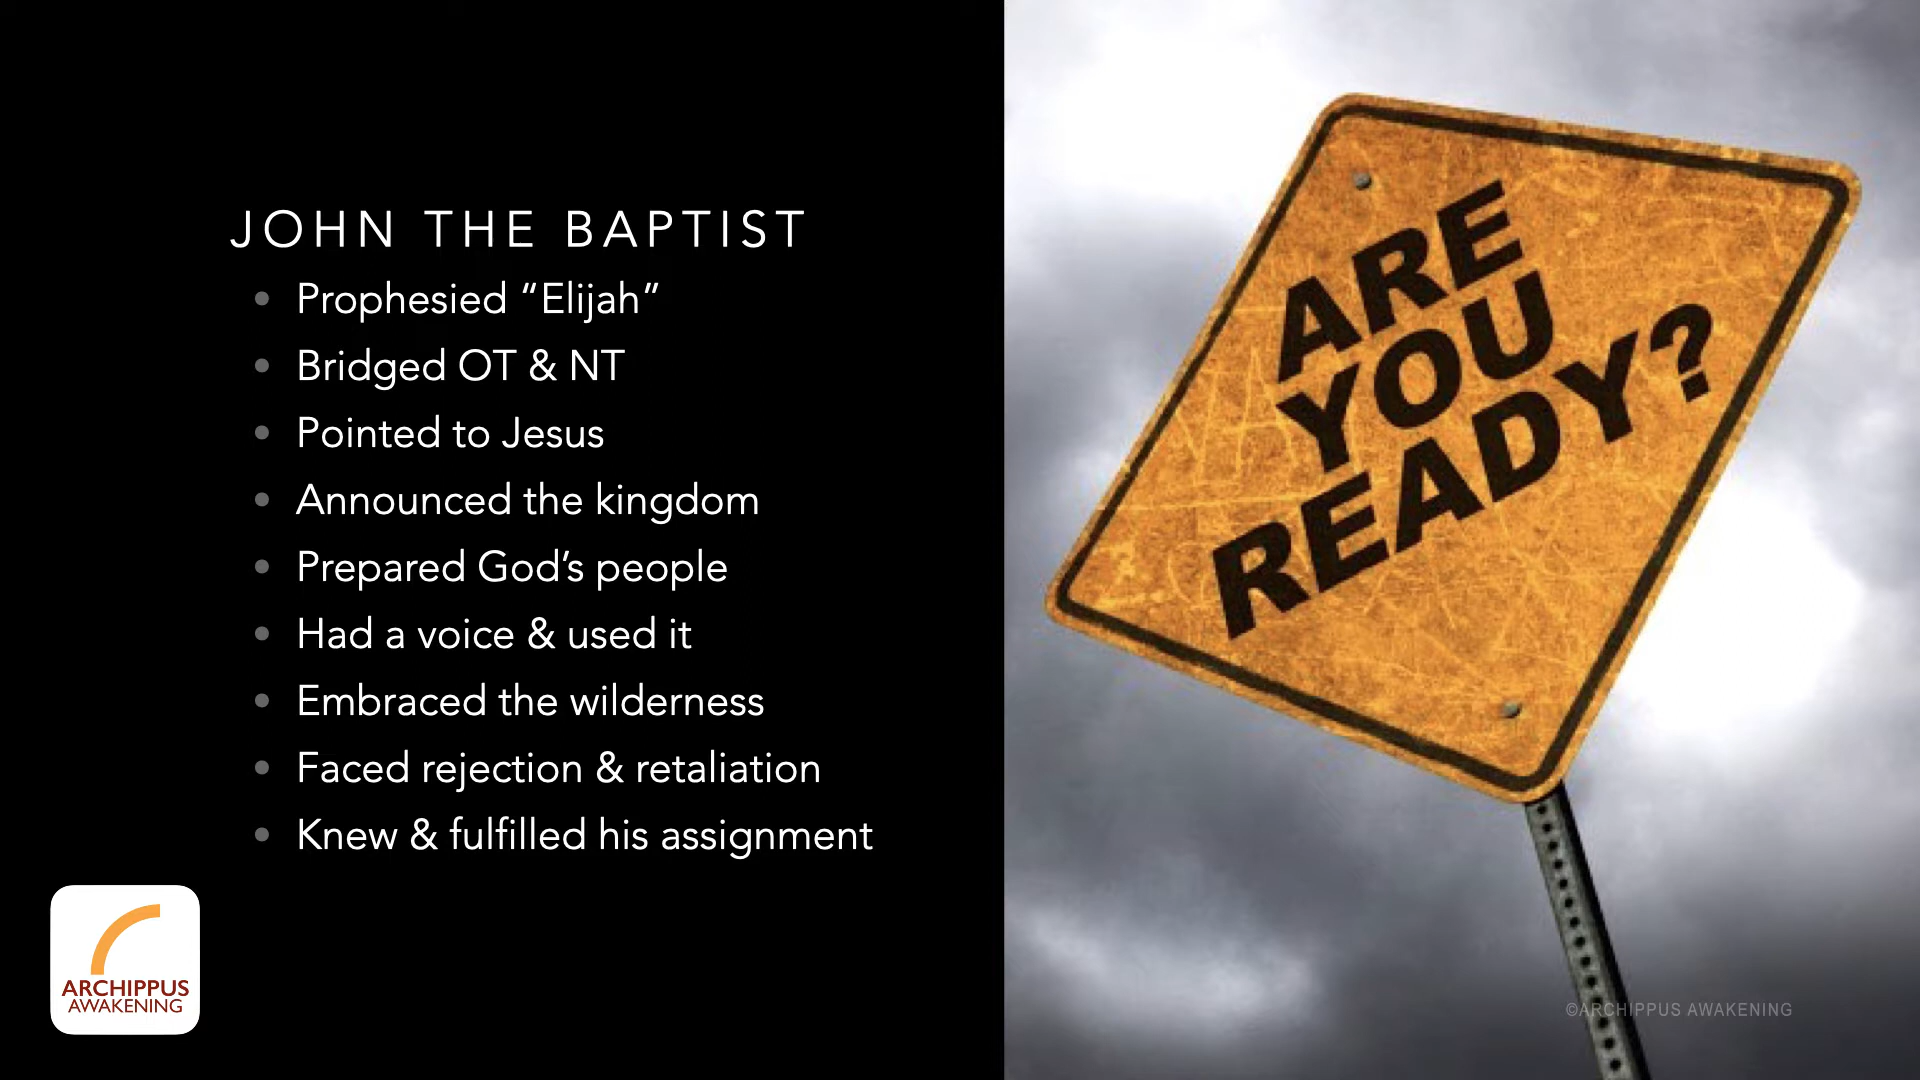 JOHN THE BAPTIST
• Prophesied “Elijah”
• Bridged OT & NT
• Pointed to Jesus
• Announced the kingdom
• Prepared God’s people
• Had a voice & used it
• Embraced the wilderness
• Faced rejection & retaliation
• Knew & fulfilled his assignment
ARCHIPPUS
AWAKENING
ARE
YOU
READY?
©ARCHIPPUS AWAKENING